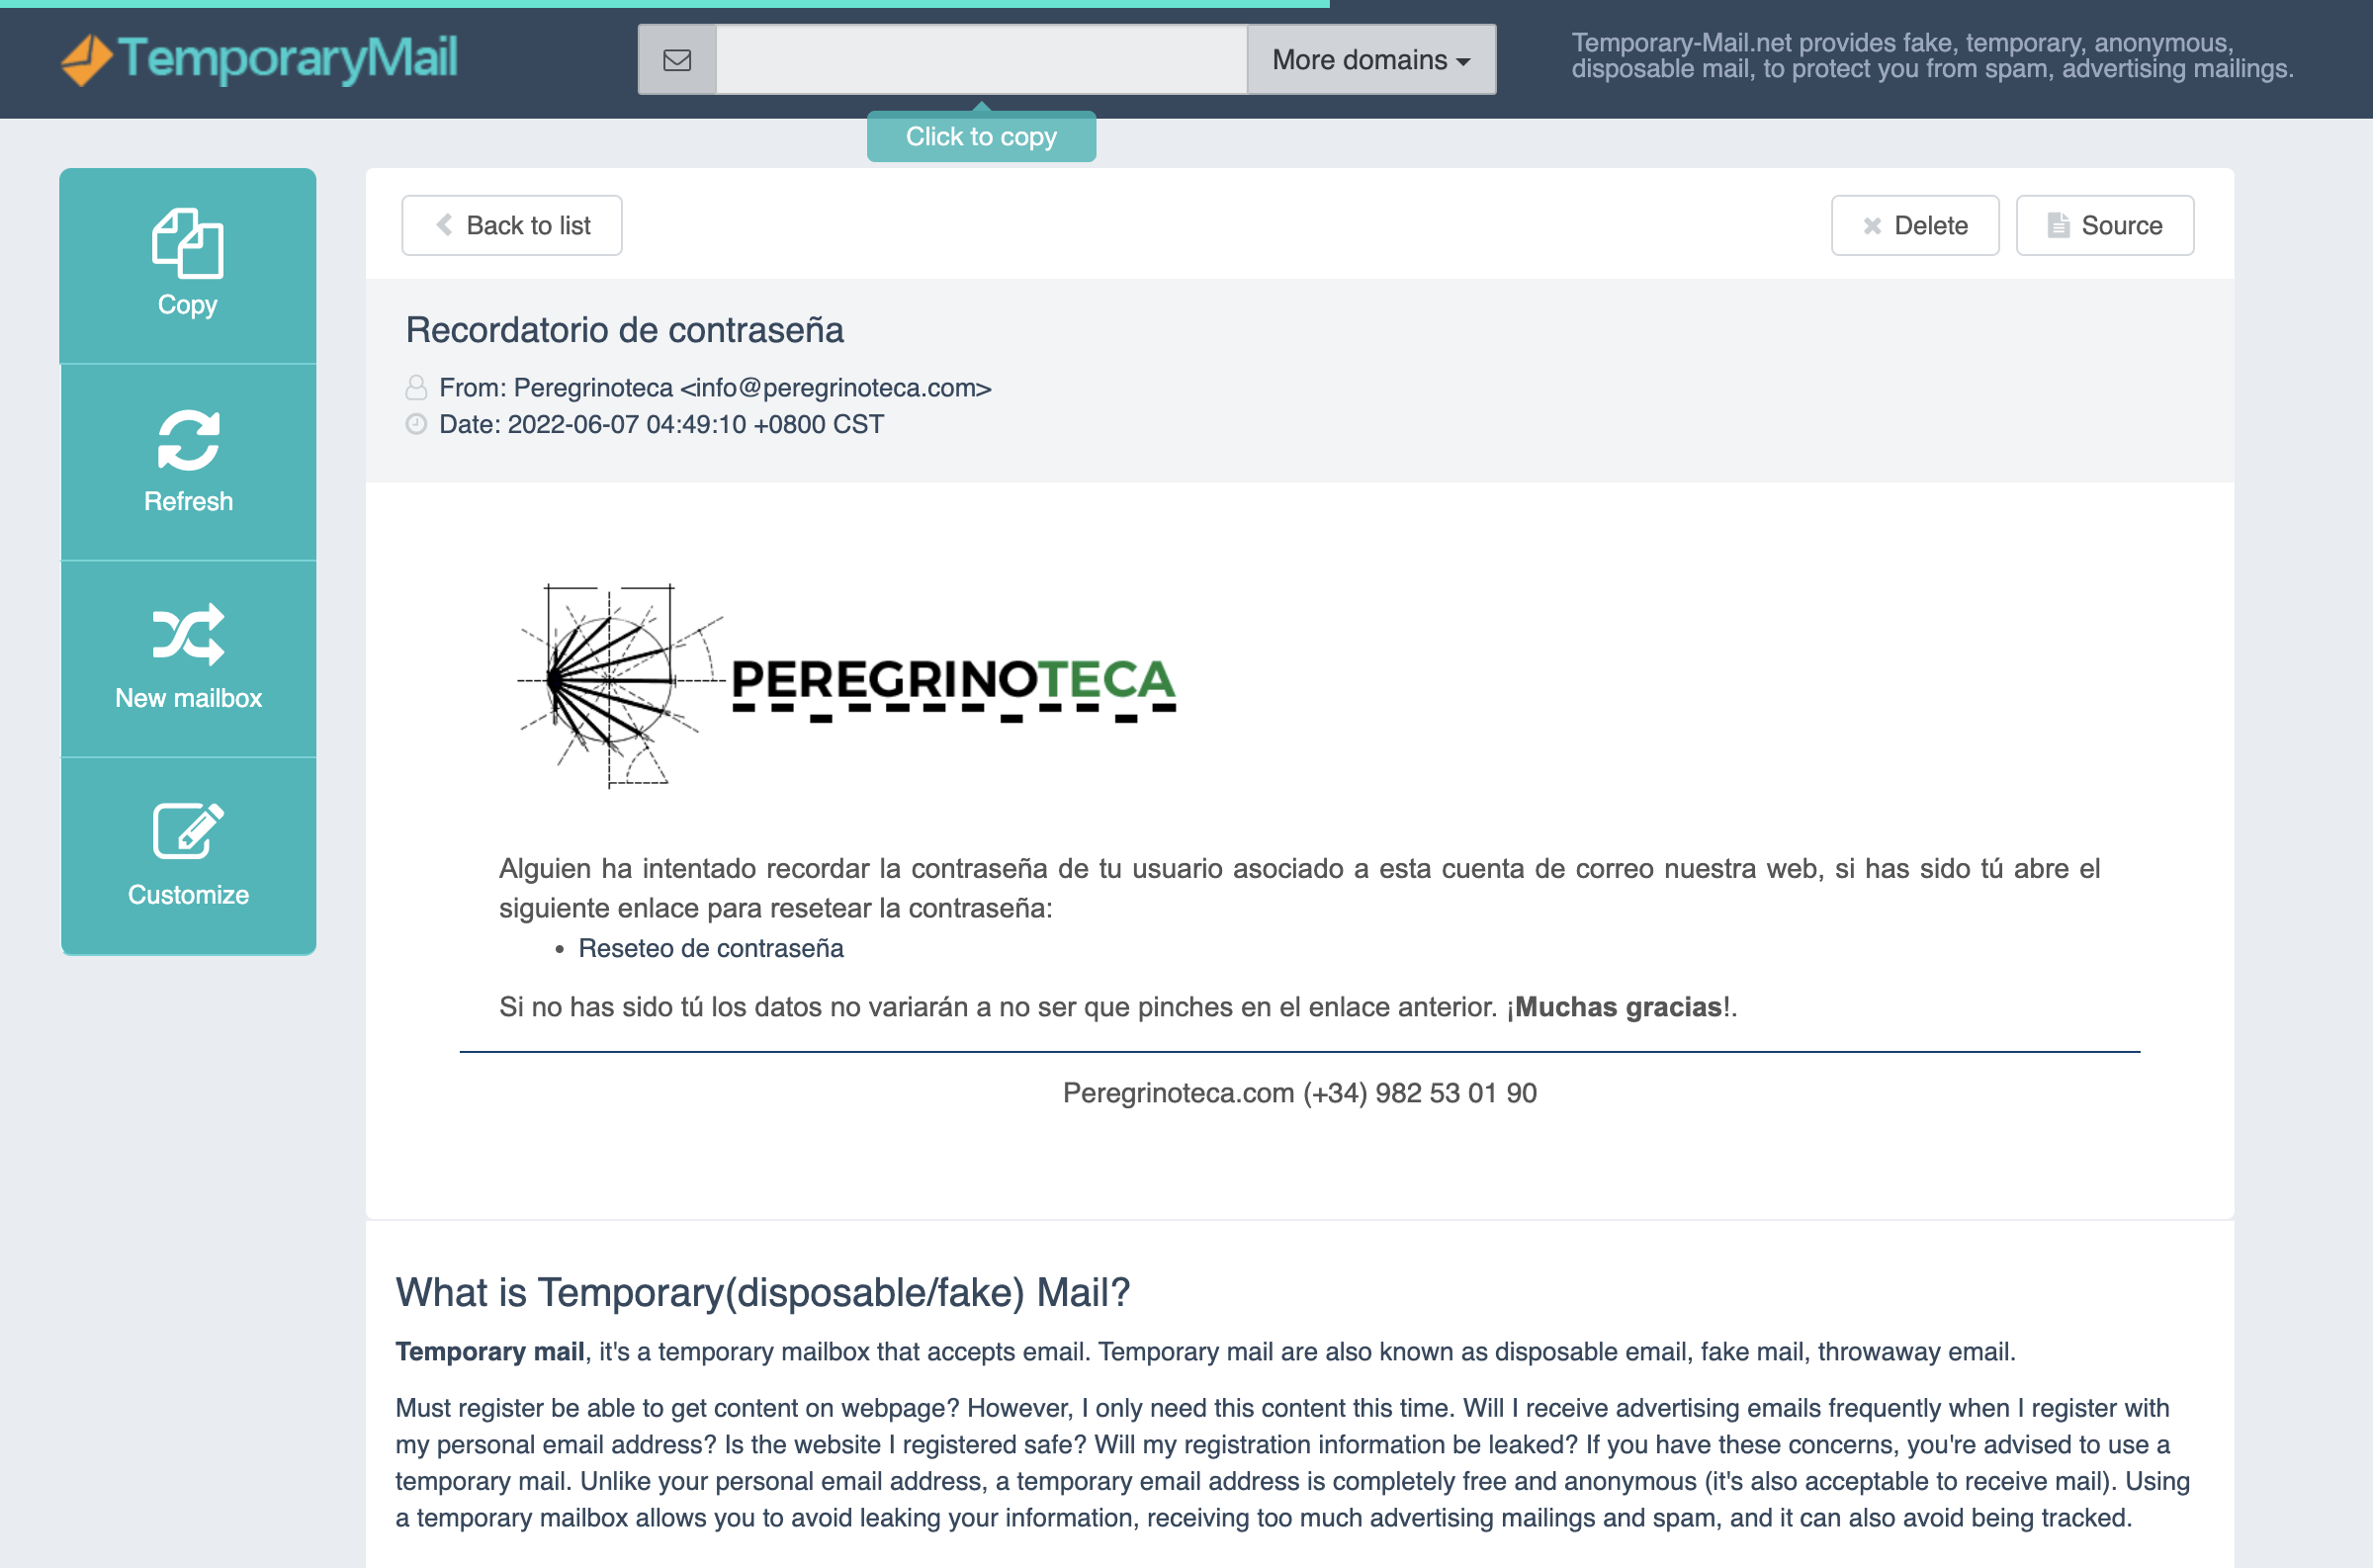 TemporaryMail
More domains
Temporary-Mail.net provides fake, temporary, anonymous,
disposable mail, to protect you from spam, advertising mailings.
Click to copy
Copy
Refresh
New mailbox
Customize
Back to list
Delete
Source
Recordatorio de contraseña
From: Peregrinoteca <info@peregrinoteca.com>
Date: 2022-06-07 04:49:10 +0800 CST
PEREGRINOTECA
Alguien ha intentado recordar la contraseña de tu usuario asociado a esta cuenta de correo nuestra web, si has sido tú abre el
siguiente enlace para resetear la contraseña:
• Reseteo de contraseña
Si no has sido tú los datos no variarán a no ser que pinches en el enlace anterior. ¡Muchas gracias!.
Peregrinoteca.com (+34) 982 53 01 90
What is Temporary(disposable/fake) Mail?
Temporary mail, it's a temporary mailbox that accepts email. Temporary mail are also known as disposable email, fake mail, throwaway email.
Must register be able to get content on webpage? However, I only need this content this time. Will I receive advertising emails frequently when I register with
my personal email address? Is the website I registered safe? Will my registration information be leaked? If you have these concerns, you're advised to use a
temporary mail. Unlike your personal email address, a temporary email address is completely free and anonymous (it's also acceptable to receive mail). Using
a temporary mailbox allows you to avoid leaking your information, receiving too much advertising mailings and spam, and it can also avoid being tracked.